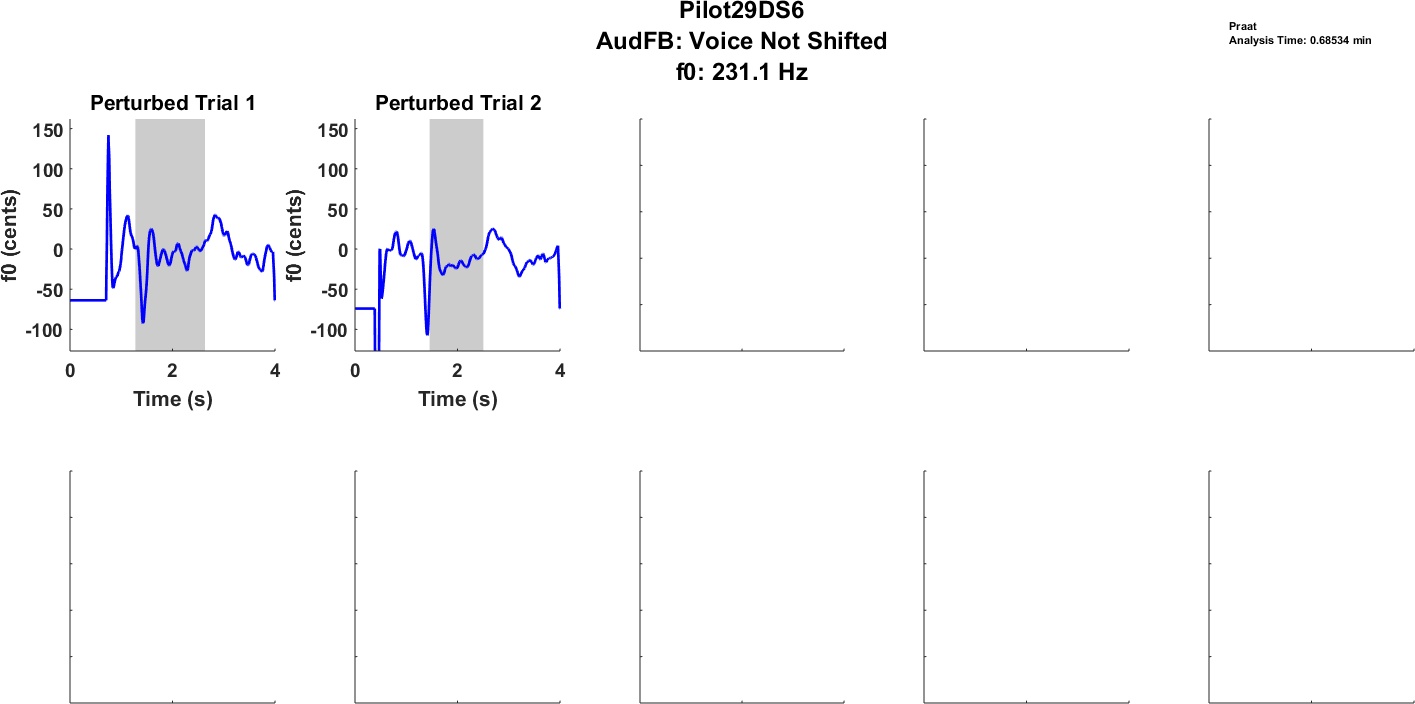 Pilot29DS6
AudFB: Voice Not Shifted
f0: 231.1 Hz
Praat
Analysis Time: 0.68534 min
Perturbed Trial 1
150
100
50
0
-50
-100
f0 (cents)
0 2 4
Time (s)
Perturbed Trial 2
150
100
50
0
-50
-100
f0 (cents)
0 2 4
Time (s)